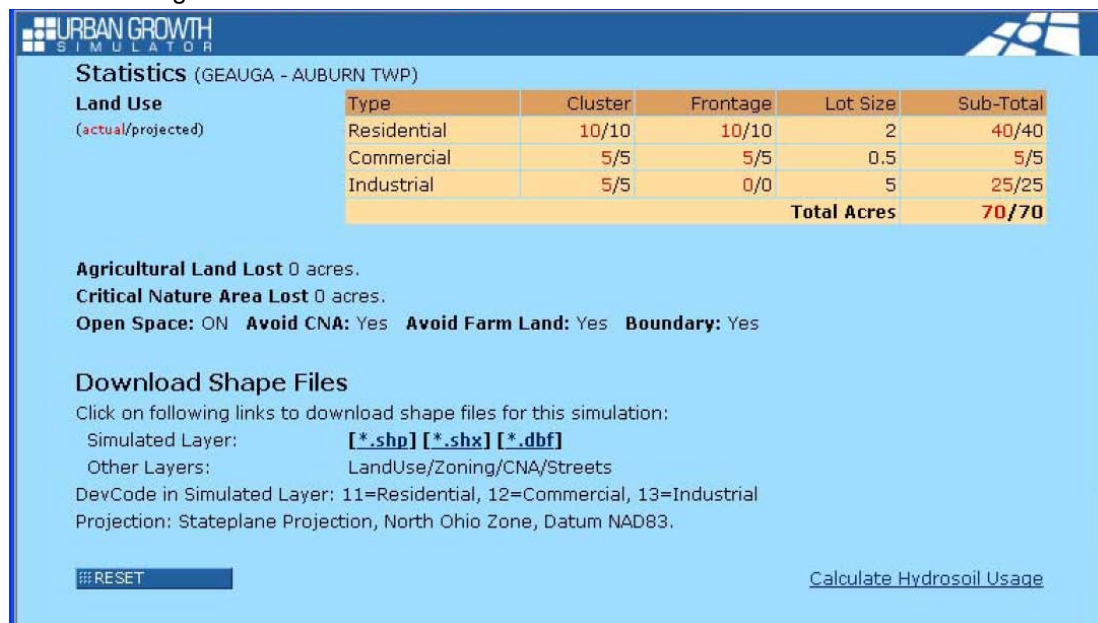 URBAN GROWTH
SIMULATOR
Statistics (GEAUGA - AUBURN TWP)
Land Use
(actual/projected)
Type Cluster Frontage Lot Size Sub-Total
Residential 10/10 10/10 2 40/40
Commercial 5/5 5/5 0.5 5/5
Industrial 5/5 0/0 5 25/25
Total Acres 70/70
Agricultural Land Lost 0 acres.
Critical Nature Area Lost 0 acres.
Open Space: ON Avoid CNA: Yes Avoid Farm Land: Yes Boundary: Yes
Download Shape Files
Click on following links to download shape files for this simulation:
Simulated Layer: [*.shp] [*.shx] [*.dbf]
Other Layers: LandUse/Zoning/CNA/Streets
DevCode in Simulated Layer: 11=Residential, 12=Commercial, 13=Industrial
Projection: Stateplane Projection, North Ohio Zone, Datum NAD83.
RESET Calculate Hydrosoil Usage